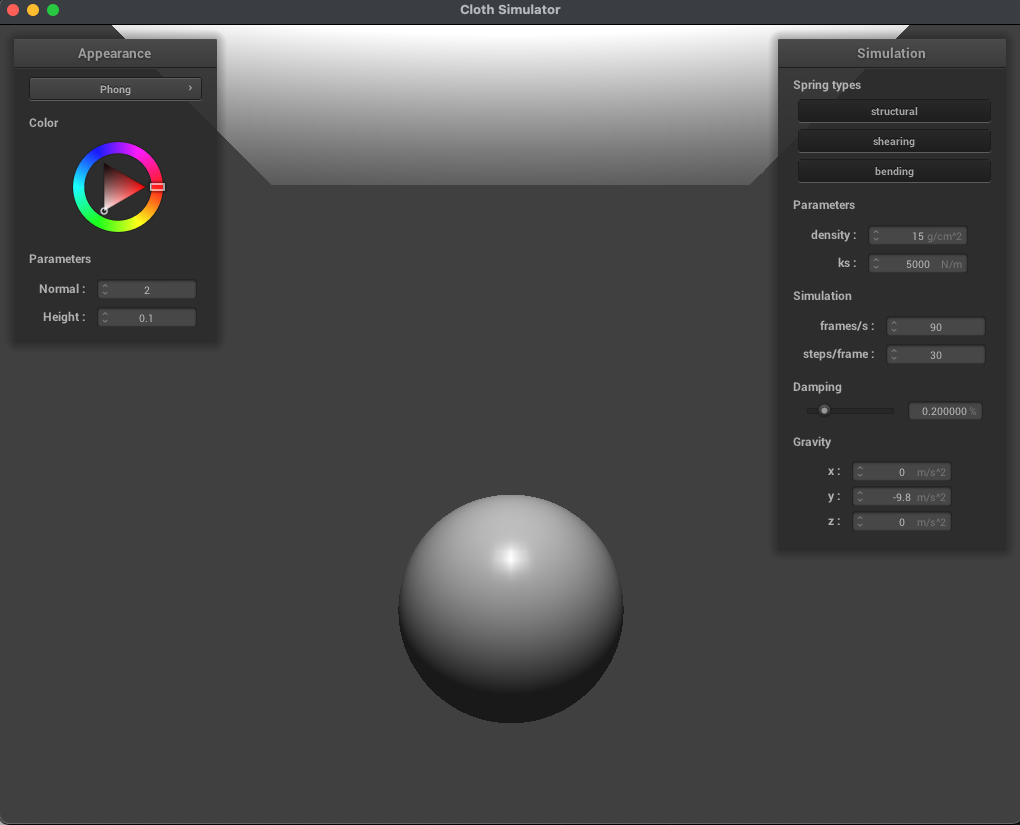 Cloth Simulator
Appearance
Phong
Color
Parameters
Normal : 2
Height : 0.1
Simulation
Spring types
structural
shearing
bending
Parameters
density : 15 g/cm^2
ks : 5000 N/m
Simulation
frames/s : 90
steps/frame : 30
Damping
0.200000 %
Gravity
x : 0 m/s^2
y : -9.8 m/s^2
z : 0 m/s^2